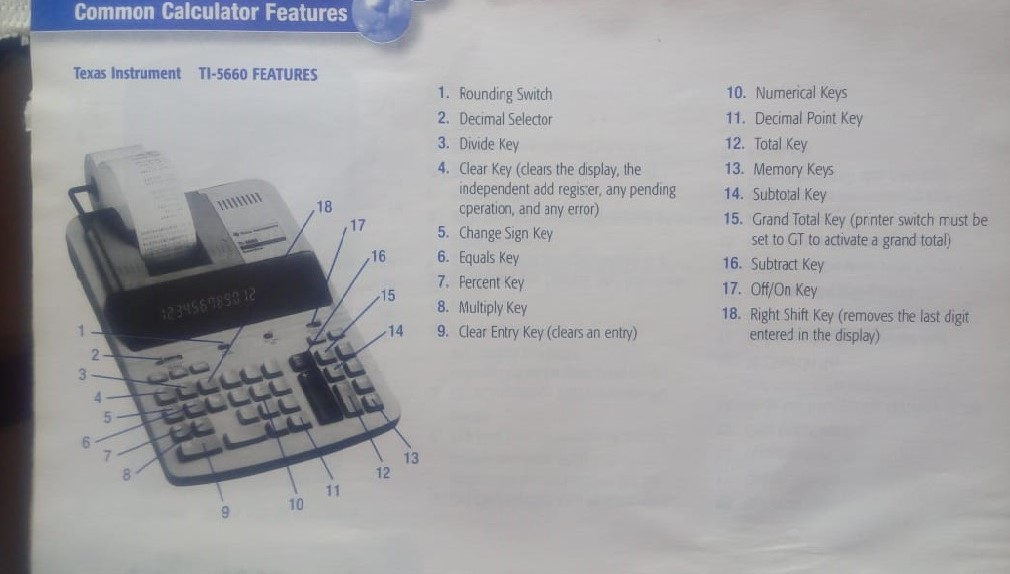 Common Calculator Features
Texas Instrument TI-5660 FEATURES
1. Rounding Switch
2. Decimal Selector
3. Divide Key
4. Clear Key (clears the display, the
independent add register, any pending
operation, and any error)
5. Change Sign Key
6. Equals Key
7. Percent Key
8. Multiply Key
9. Clear Entry Key (clears an entry)
10. Numerical Keys
11. Decimal Point Key
12. Total Key
13. Memory Keys
14. Subtotal Key
15. Grand Total Key (printer switch must be
set to GT to activate a grand total)
16. Subtract Key
17. Off/On Key
18. Right Shift Key (removes the last digit
entered in the display)
18
17
16
15
14
123456789012
1
2
3
4
5
6
7
8
9
10
11
12
13